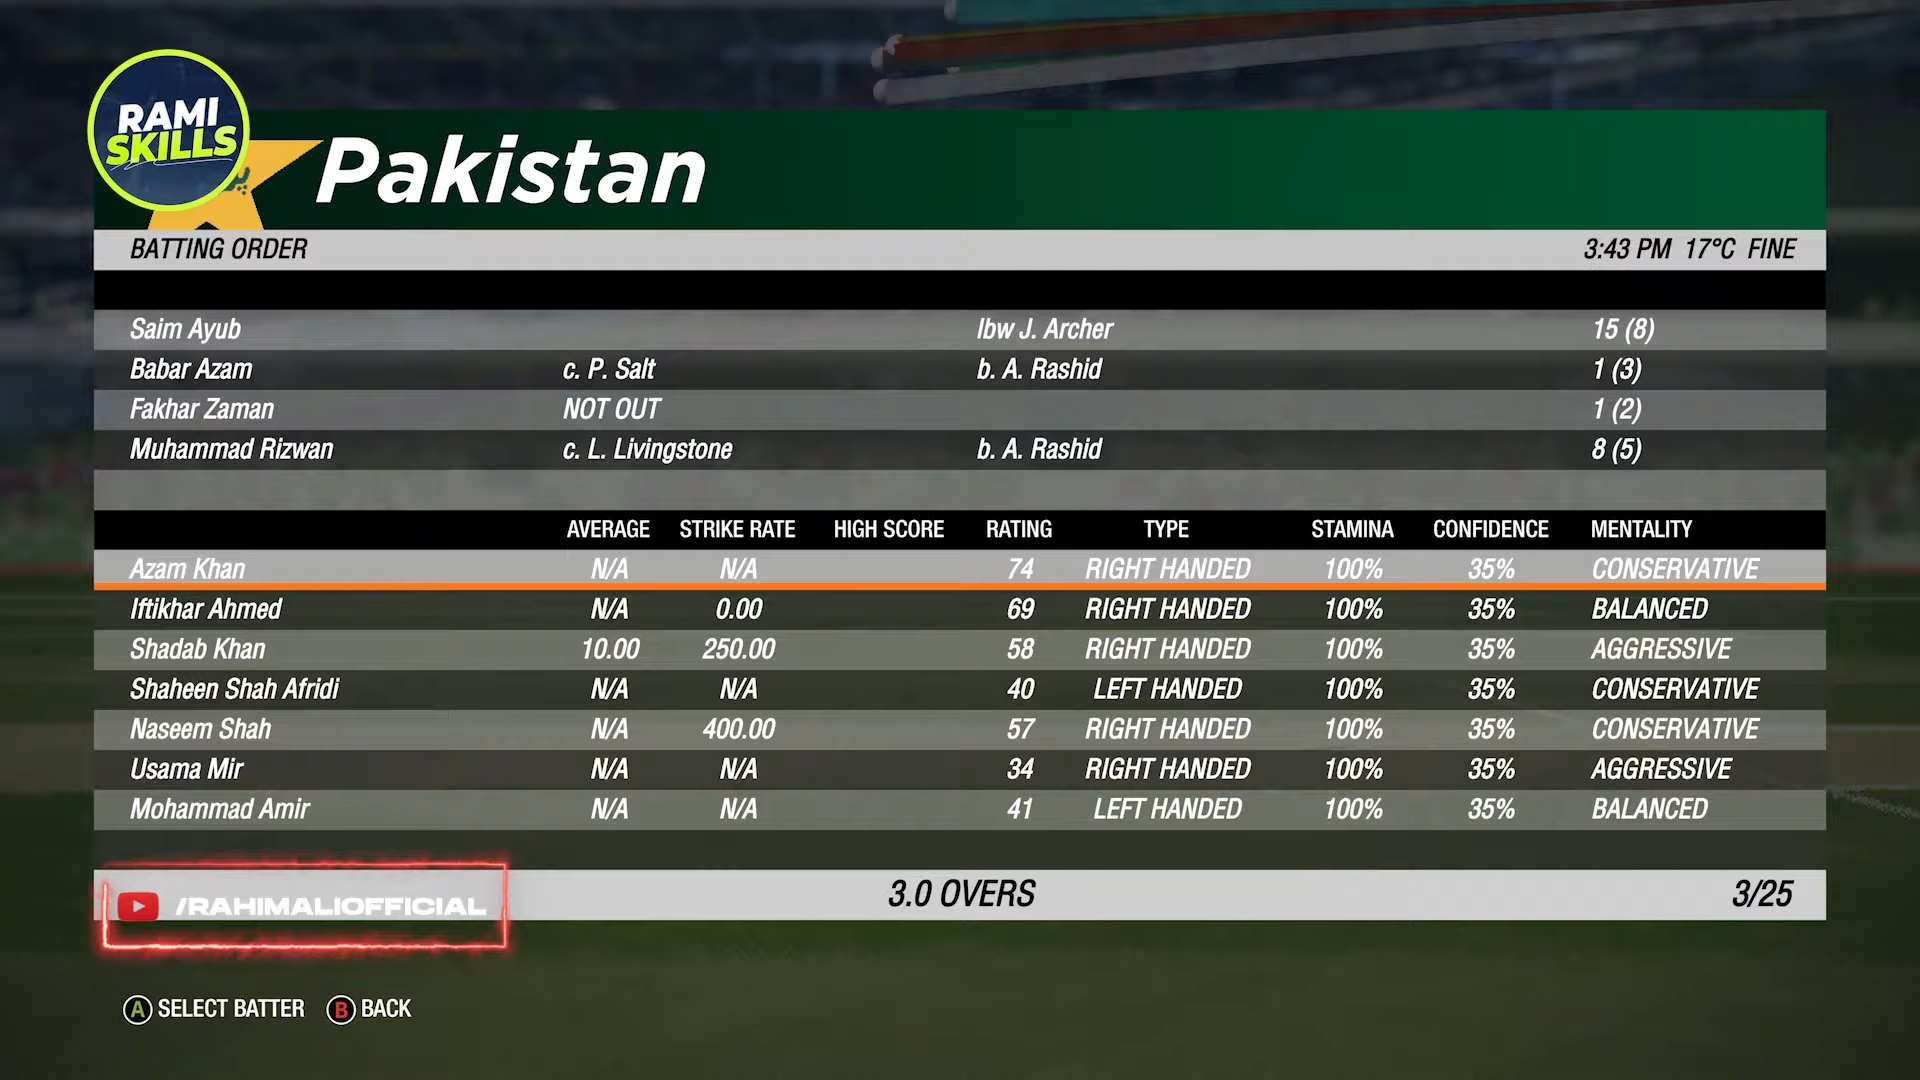 RAMI
SKILLS
Pakistan
BATTING ORDER 3:43 PM 17°C FINE
Saim Ayub lbw J. Archer 15 (8)
Babar Azam c. P. Salt b. A. Rashid 1 (3)
Fakhar Zaman NOT OUT 1 (2)
Muhammad Rizwan c. L. Livingstone b. A. Rashid 8 (5)
AVERAGE STRIKE RATE HIGH SCORE RATING TYPE STAMINA CONFIDENCE MENTALITY
Azam Khan N/A N/A 74 RIGHT HANDED 100% 35% CONSERVATIVE
Iftikhar Ahmed N/A 0.00 69 RIGHT HANDED 100% 35% BALANCED
Shadab Khan 10.00 250.00 58 RIGHT HANDED 100% 35% AGGRESSIVE
Shaheen Shah Afridi N/A N/A 40 LEFT HANDED 100% 35% CONSERVATIVE
Naseem Shah N/A 400.00 57 RIGHT HANDED 100% 35% CONSERVATIVE
Usama Mir N/A N/A 34 RIGHT HANDED 100% 35% AGGRESSIVE
Mohammad Amir N/A N/A 41 LEFT HANDED 100% 35% BALANCED
/RAHIMALIOFFICIAL 3.0 OVERS 3/25
A SELECT BATTER B BACK